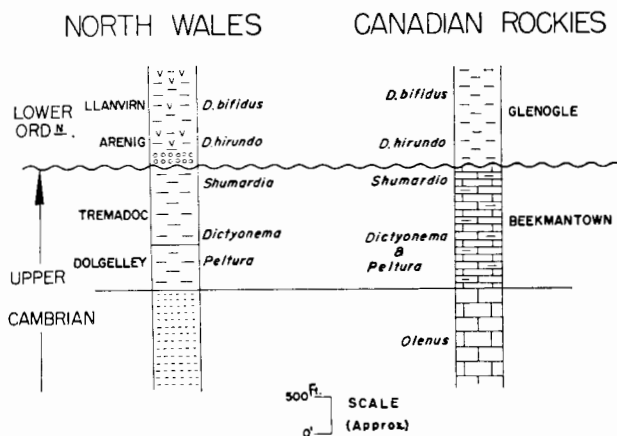 NORTH WALES
CANADIAN ROCKIES
LOWER
ORD N.
LLANVIRN
D. bifidus
D. bifidus
GLENOGLE
ARENIG
D. hirundo
D. hirundo
Shumardia
Shumardia
TREMADOC
BEEKMANTOWN
Dictyonema
Dictyonema
&
Peltura
UPPER
CAMBRIAN
DOLGELLEY
Peltura
Olenus
500 Ft.
0'
SCALE
(Approx.)